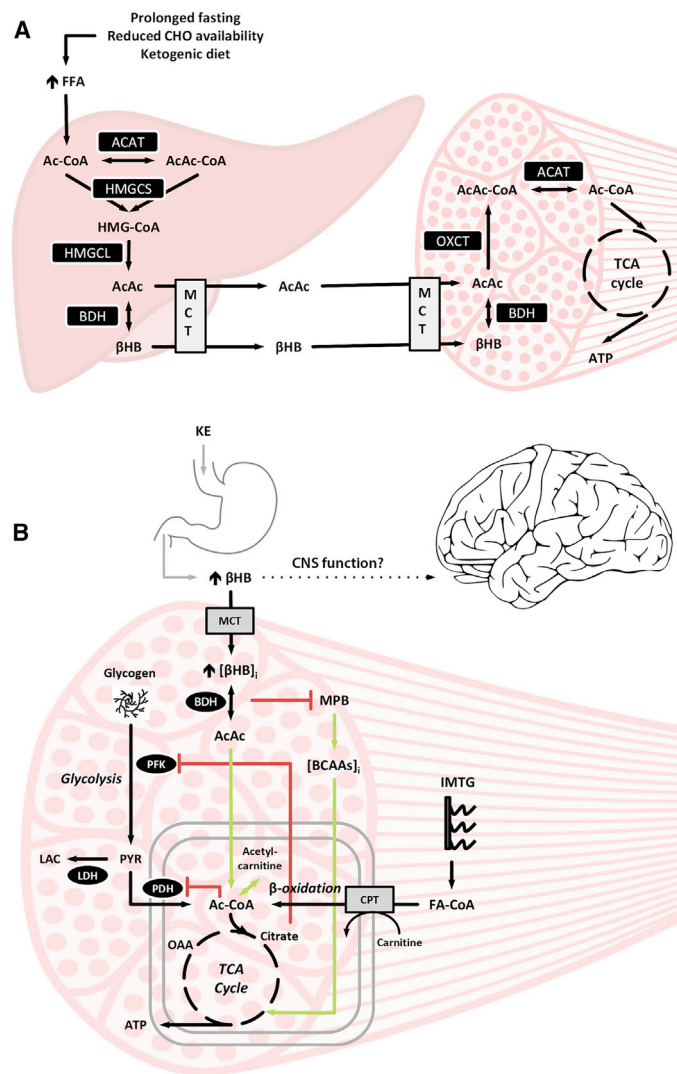 A
Prolonged fasting
Reduced CHO availability
Ketogenic diet
🡅 FFA
ACAT
Ac-CoA
AcAc-CoA
HMGCS
HMG-CoA
HMGCL
AcAc
BDH
βHB
MCT
AcAc
βHB
MCT
ACAT
AcAc-CoA
Ac-CoA
OXCT
AcAc
BDH
βHB
TCA
cycle
ATP
B
KE
🡅 βHB
CNS function?
MCT
🡅 [βHB]i
Glycogen
BDH
MPB
AcAc
[BCAAs]i
Glycolysis
PFK
IMTG
LAC
PYR
LDH
PDH
Acetyl-
carnitine
β-oxidation
Ac-CoA
CPT
FA-CoA
Carnitine
Citrate
OAA
TCA
Cycle
ATP